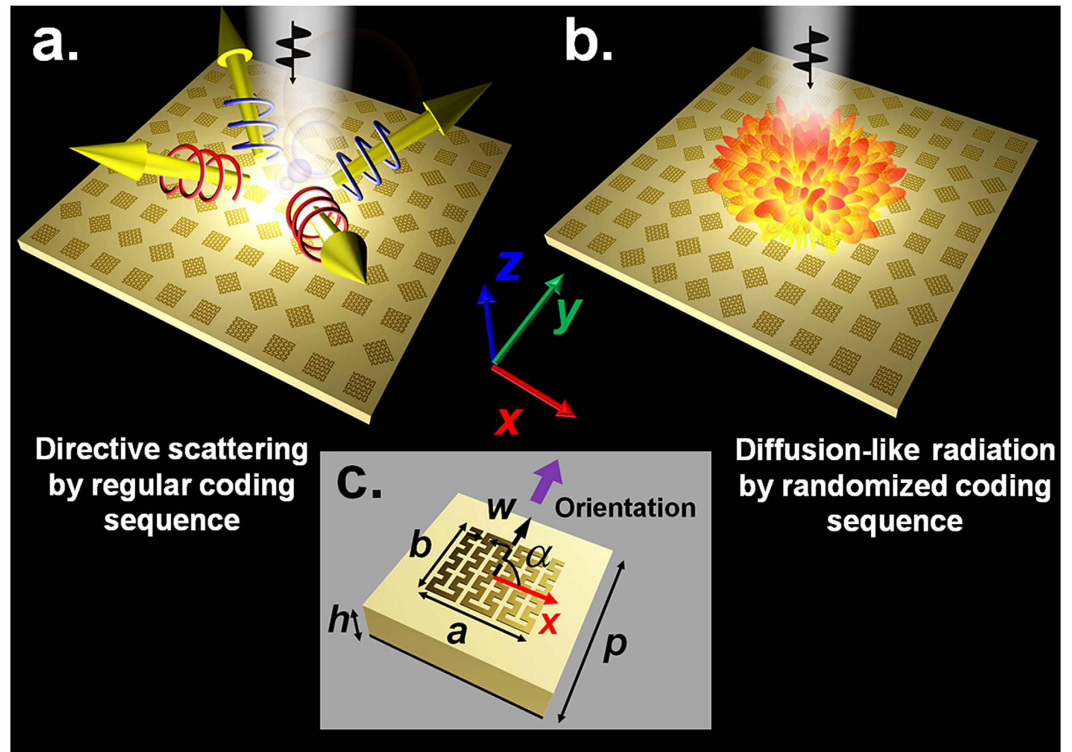 a.
b.
z
y
x
Directive scattering
by regular coding
sequence
Diffusion-like radiation
by randomized coding
sequence
c.
Orientation
w
b
α
x
h
a
p